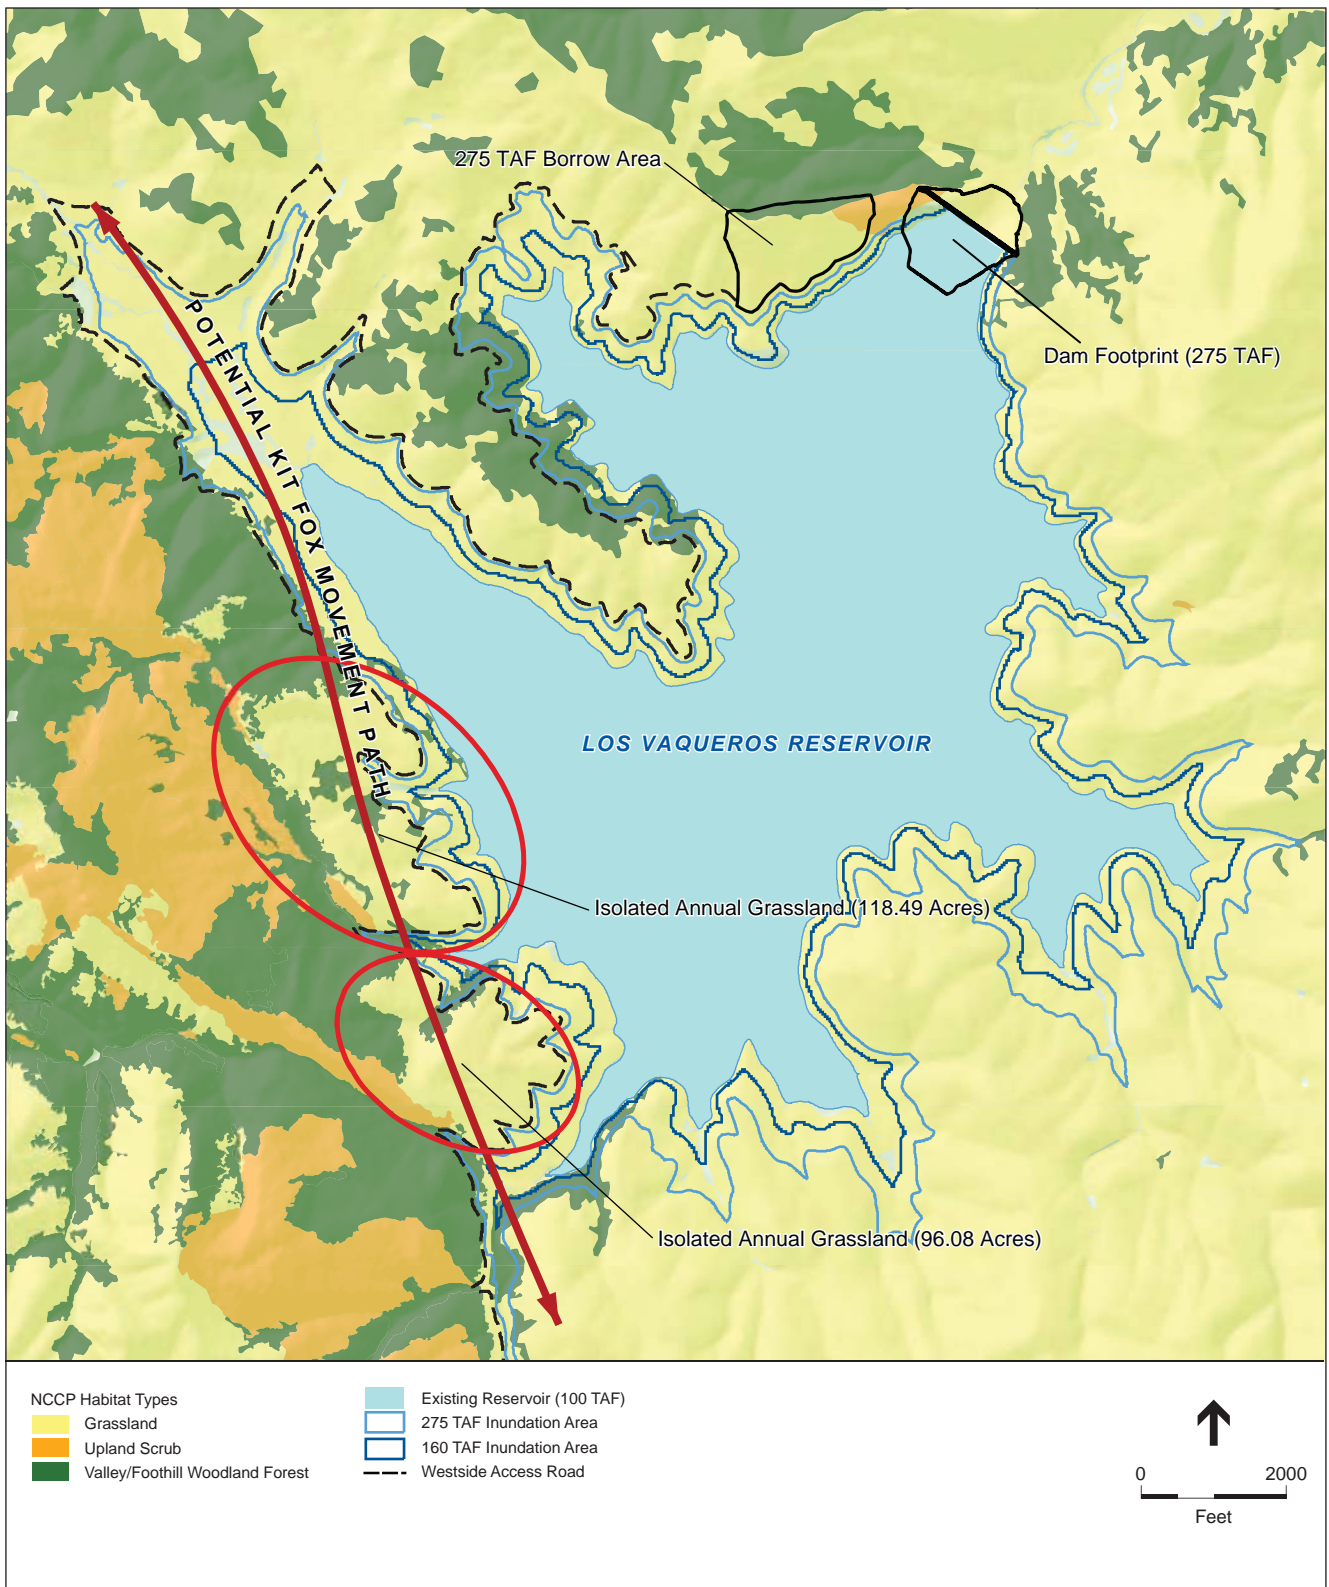 275 TAF Borrow Area
Dam Footprint (275 TAF)
POTENTIAL KIT FOX MOVEMENT PATH
LOS VAQUEROS RESERVOIR
Isolated Annual Grassland (118.49 Acres)
Isolated Annual Grassland (96.08 Acres)
NCCP Habitat Types
Grassland
Upland Scrub
Valley/Foothill Woodland Forest
Existing Reservoir (100 TAF)
275 TAF Inundation Area
160 TAF Inundation Area
Westside Access Road
0 2000
Feet